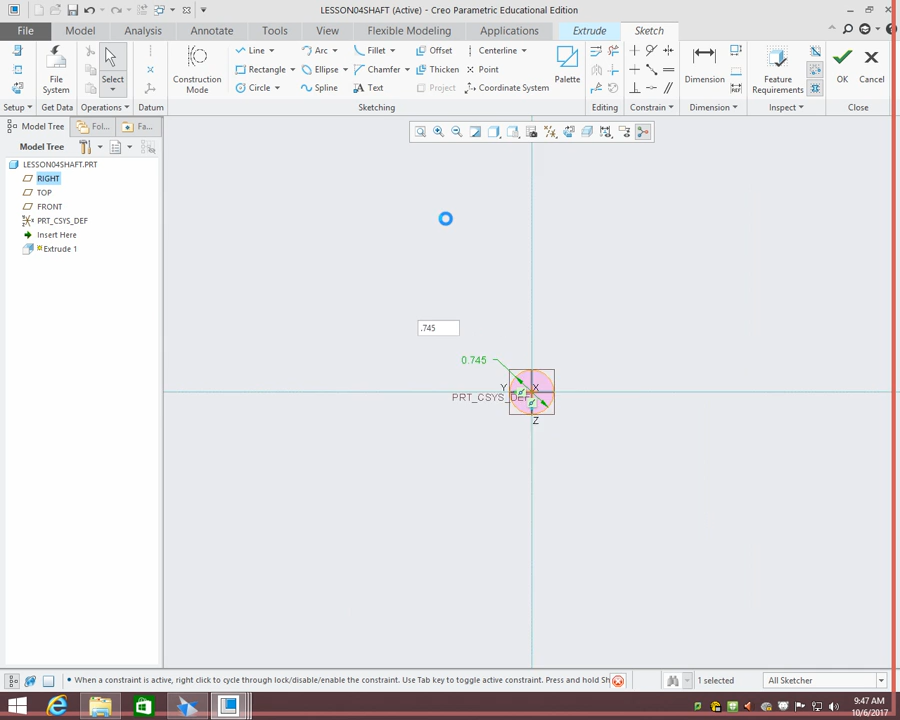 LESSON04SHAFT (Active) - Creo Parametric Educational Edition
File Model Analysis Annotate Tools View Flexible Modeling Applications Extrude Sketch
File System
Select
Construction Mode
Line Arc Fillet Offset Centerline
Rectangle Ellipse Chamfer Thicken Point
Circle Spline Text Project Coordinate System
Palette
Dimension
REF
Feature Requirements
OK
Cancel
Setup Get Data Operations Datum Sketching Editing Constrain Dimension Inspect Close
Model Tree Fol... Fa...
Model Tree
LESSON04SHAFT.PRT
RIGHT
TOP
FRONT
PRT_CSYS_DEF
Insert Here
Extrude 1
.745
0.745
Y X
PRT_CSYS_DEF
Z
• When a constraint is active, right click to cycle through lock/disable/enable the constraint. Use Tab key to toggle active constraint. Press and hold Sh
1 selected
All Sketcher
9:47 AM
10/6/2017